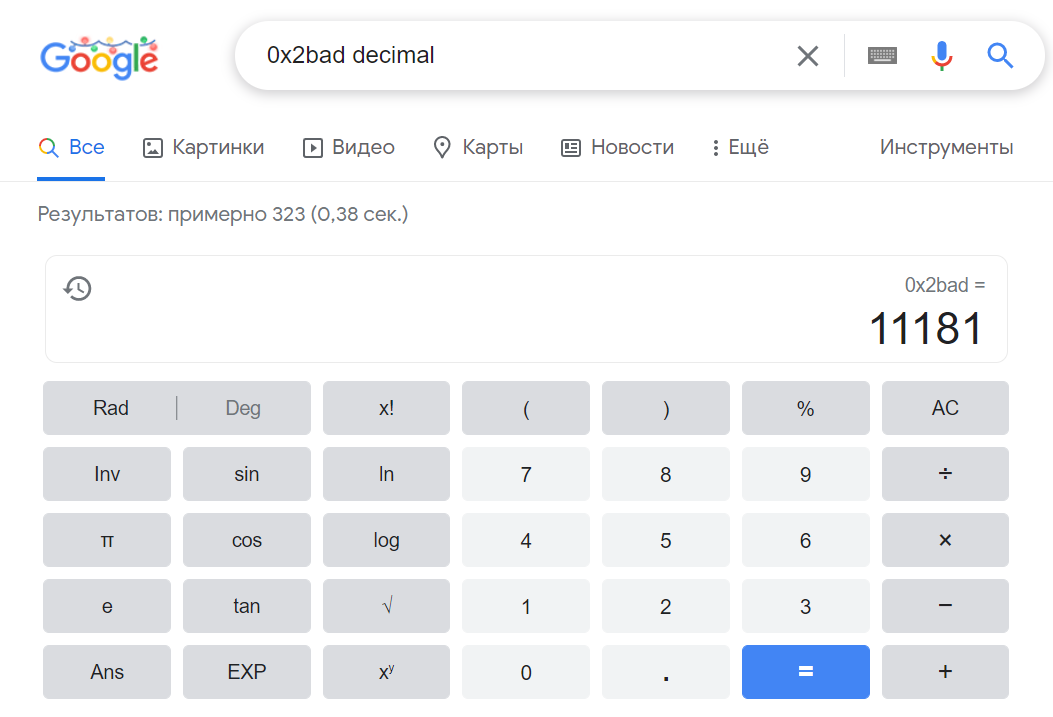 Google
0x2bad decimal
Все Картинки Видео Карты Новости Ещё Инструменты
Результатов: примерно 323 (0,38 сек.)
0x2bad =
11181
Rad Deg x! ( ) % AC
Inv sin ln 7 8 9 ÷
π cos log 4 5 6 ×
e tan √ 1 2 3 −
Ans EXP xʸ 0 . = +